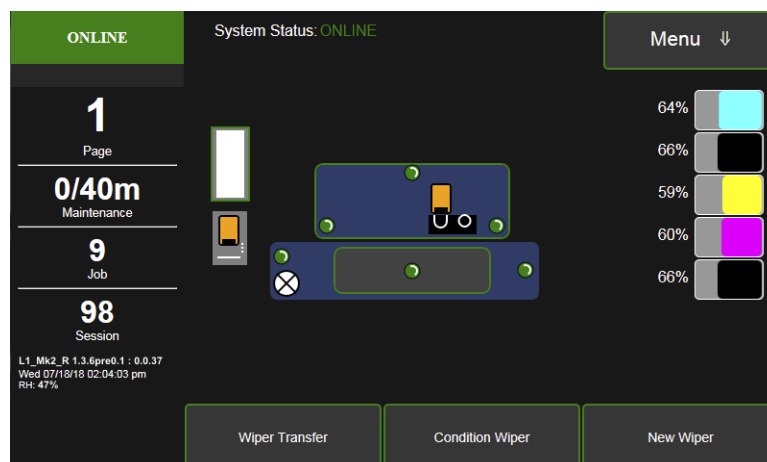 ONLINE
System Status: ONLINE
Menu ⇓
1
Page
0/40m
Maintenance
9
Job
98
Session
L1_Mk2_R 1.3.6pre0.1 : 0.0.37
Wed 07/18/18 02:04:03 pm
RH: 47%
64%
66%
59%
60%
66%
Wiper Transfer
Condition Wiper
New Wiper